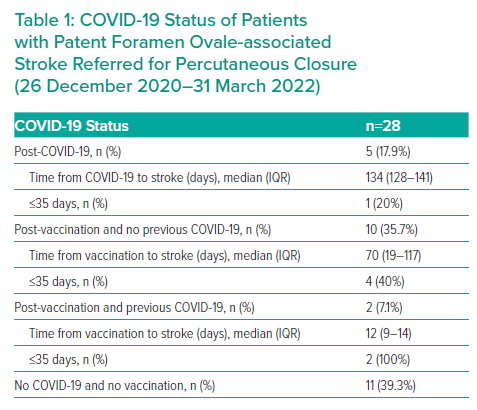 Table 1: COVID-19 Status of Patients
with Patent Foramen Ovale-associated
Stroke Referred for Percutaneous Closure
(26 December 2020–31 March 2022)
COVID-19 Status n=28
Post-COVID-19, n (%) 5 (17.9%)
Time from COVID-19 to stroke (days), median (IQR) 134 (128–141)
≤35 days, n (%) 1 (20%)
Post-vaccination and no previous COVID-19, n (%) 10 (35.7%)
Time from vaccination to stroke (days), median (IQR) 70 (19–117)
≤35 days, n (%) 4 (40%)
Post-vaccination and previous COVID-19, n (%) 2 (7.1%)
Time from vaccination to stroke (days), median (IQR) 12 (9–14)
≤35 days, n (%) 2 (100%)
No COVID-19 and no vaccination, n (%) 11 (39.3%)